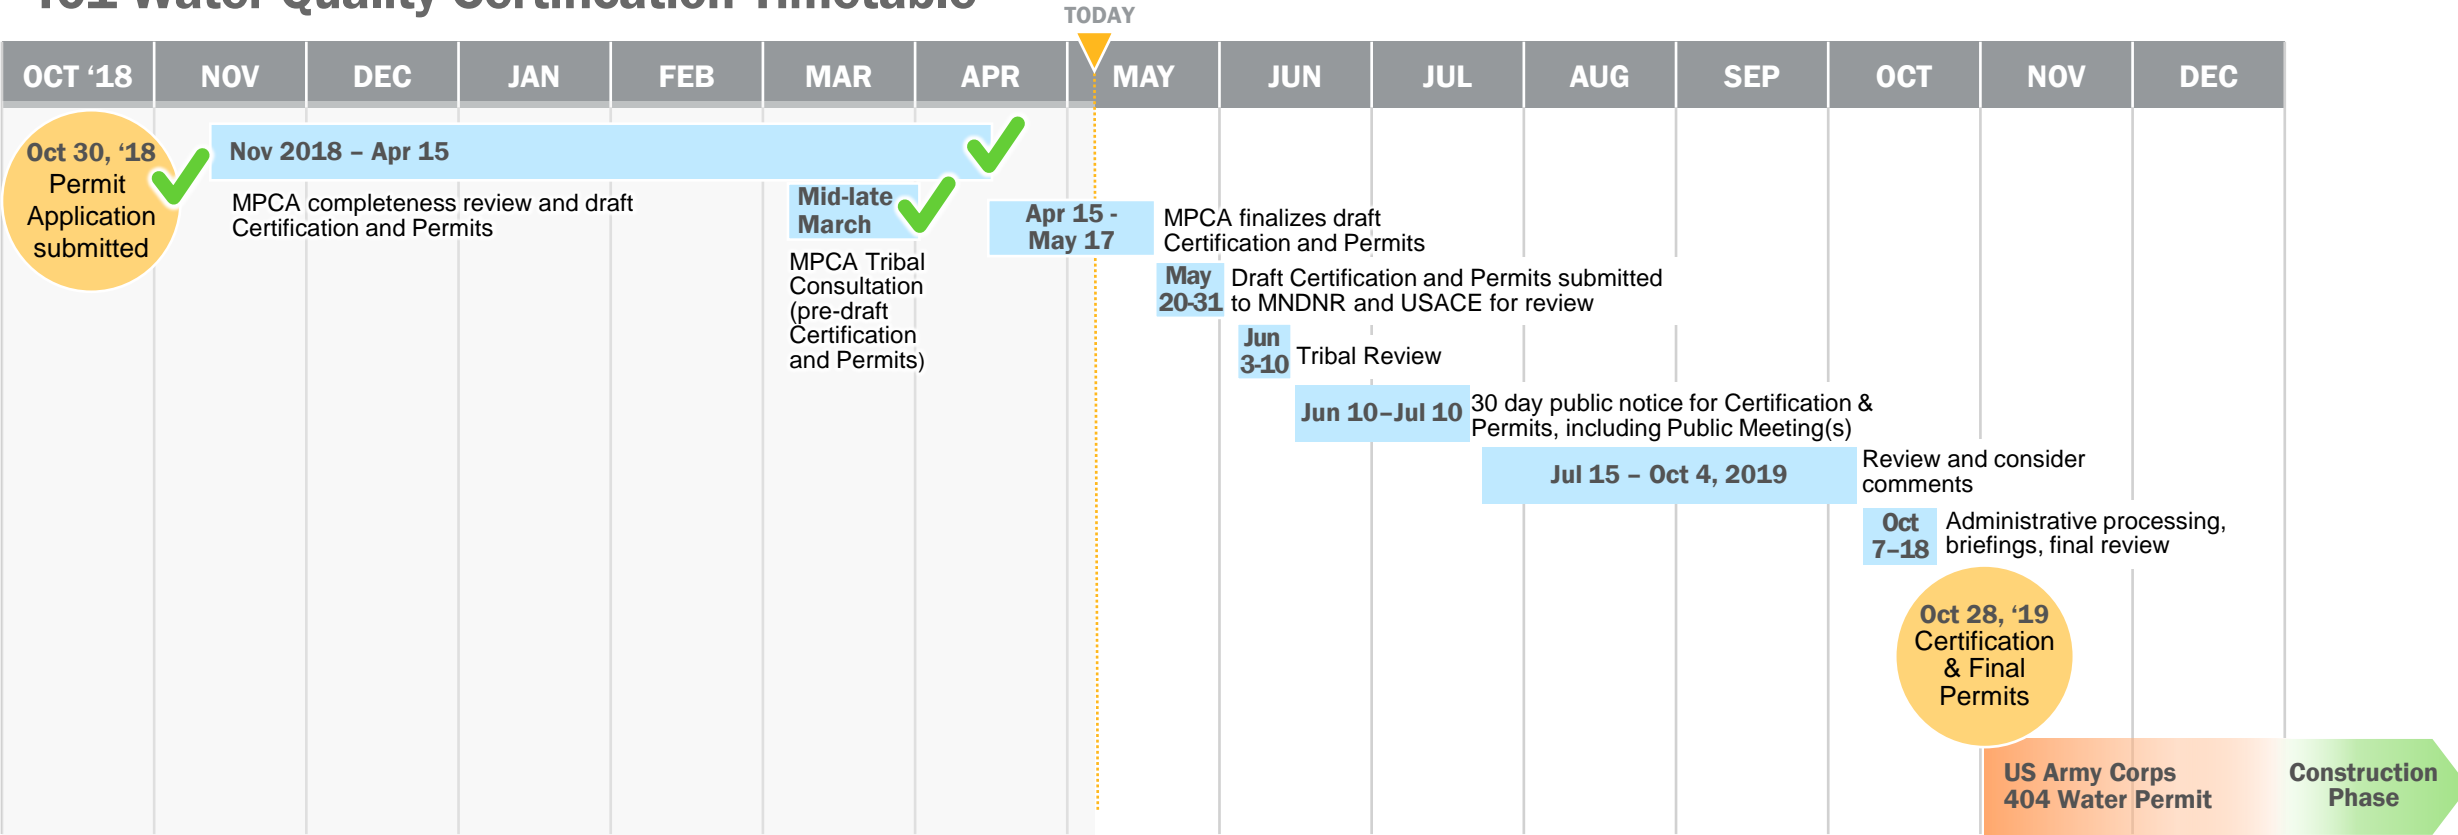 401 Water Quality Certification Timetable
TODAY
OCT ‘18 NOV DEC JAN FEB MAR APR MAY JUN JUL AUG SEP OCT NOV DEC
Oct 30, ‘18
Permit
Application
submitted
Nov 2018 – Apr 15
MPCA completeness review and draft
Certification and Permits
Mid-late
March
MPCA Tribal
Consultation
(pre-draft
Certification
and Permits)
Apr 15 -
May 17
MPCA finalizes draft
Certification and Permits
May
20-31
Draft Certification and Permits submitted
to MNDNR and USACE for review
Jun
3-10
Tribal Review
Jun 10–Jul 10
30 day public notice for Certification &
Permits, including Public Meeting(s)
Jul 15 – Oct 4, 2019
Review and consider
comments
Oct
7–18
Administrative processing,
briefings, final review
Oct 28, ‘19
Certification
& Final
Permits
US Army Corps
404 Water Permit
Construction
Phase